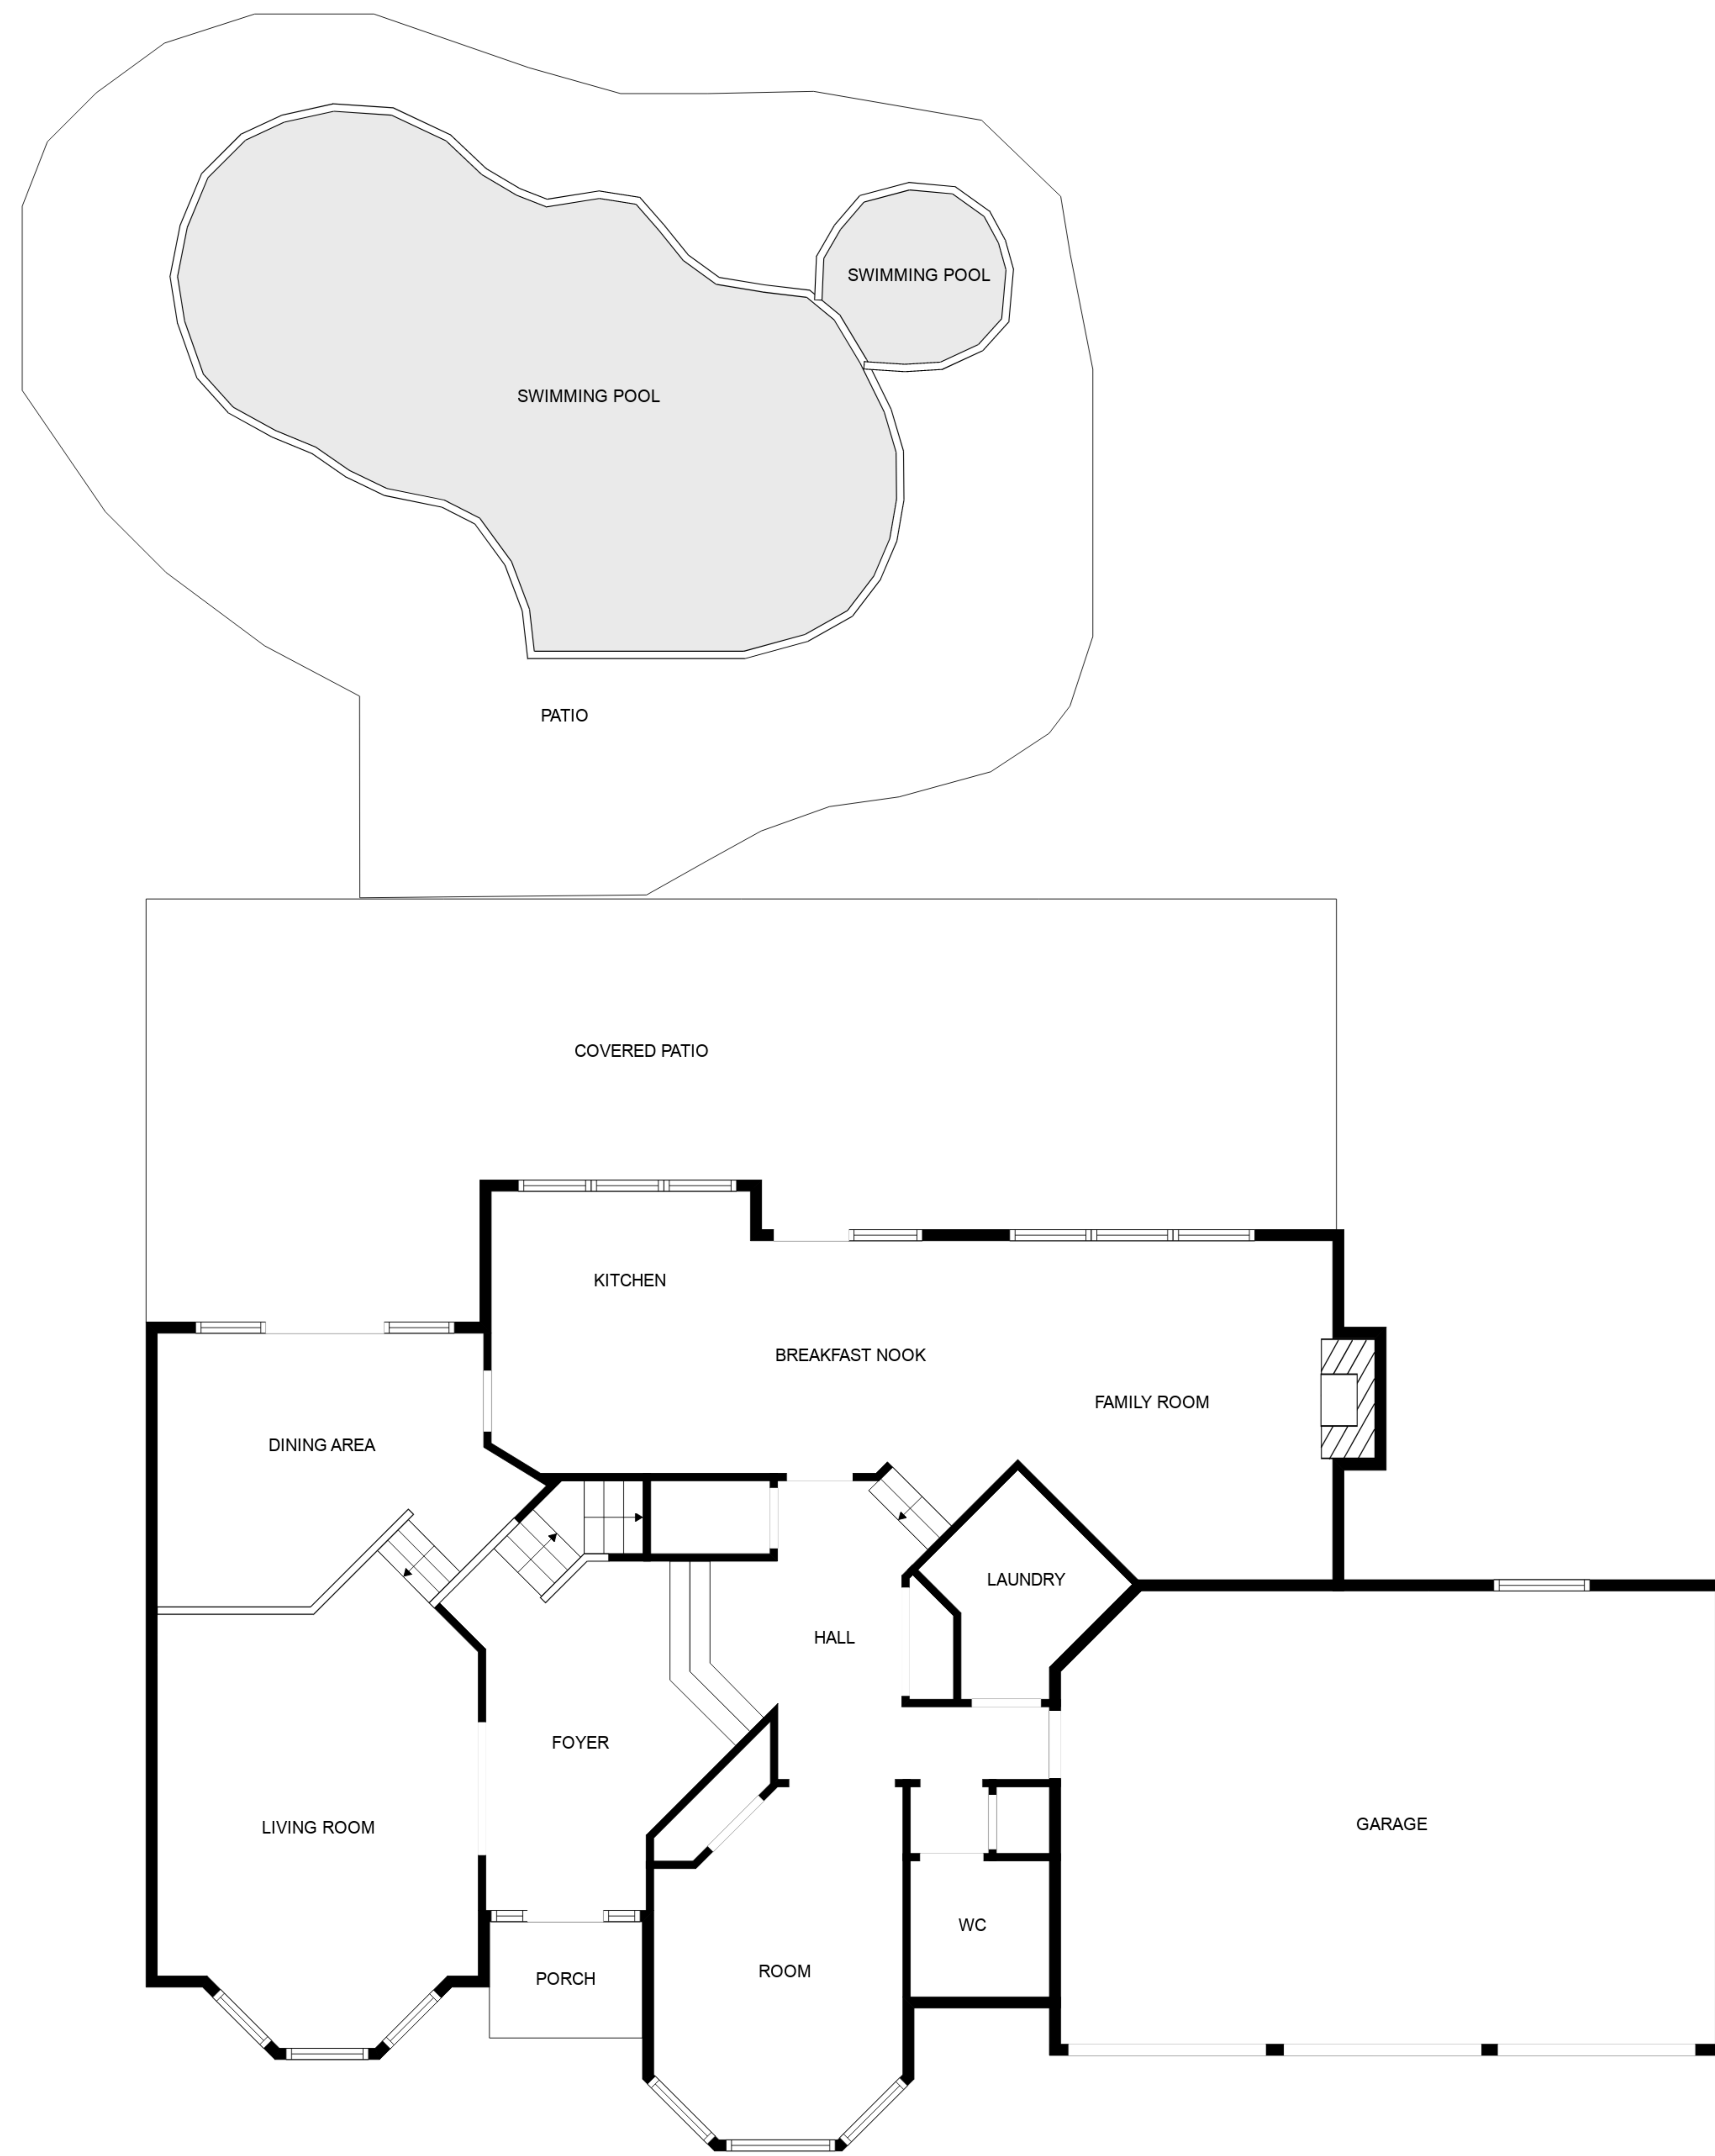 SWIMMING POOL
SWIMMING POOL
PATIO
COVERED PATIO
KITCHEN
BREAKFAST NOOK
FAMILY ROOM
DINING AREA
LAUNDRY
HALL
FOYER
LIVING ROOM
GARAGE
WC
ROOM
PORCH